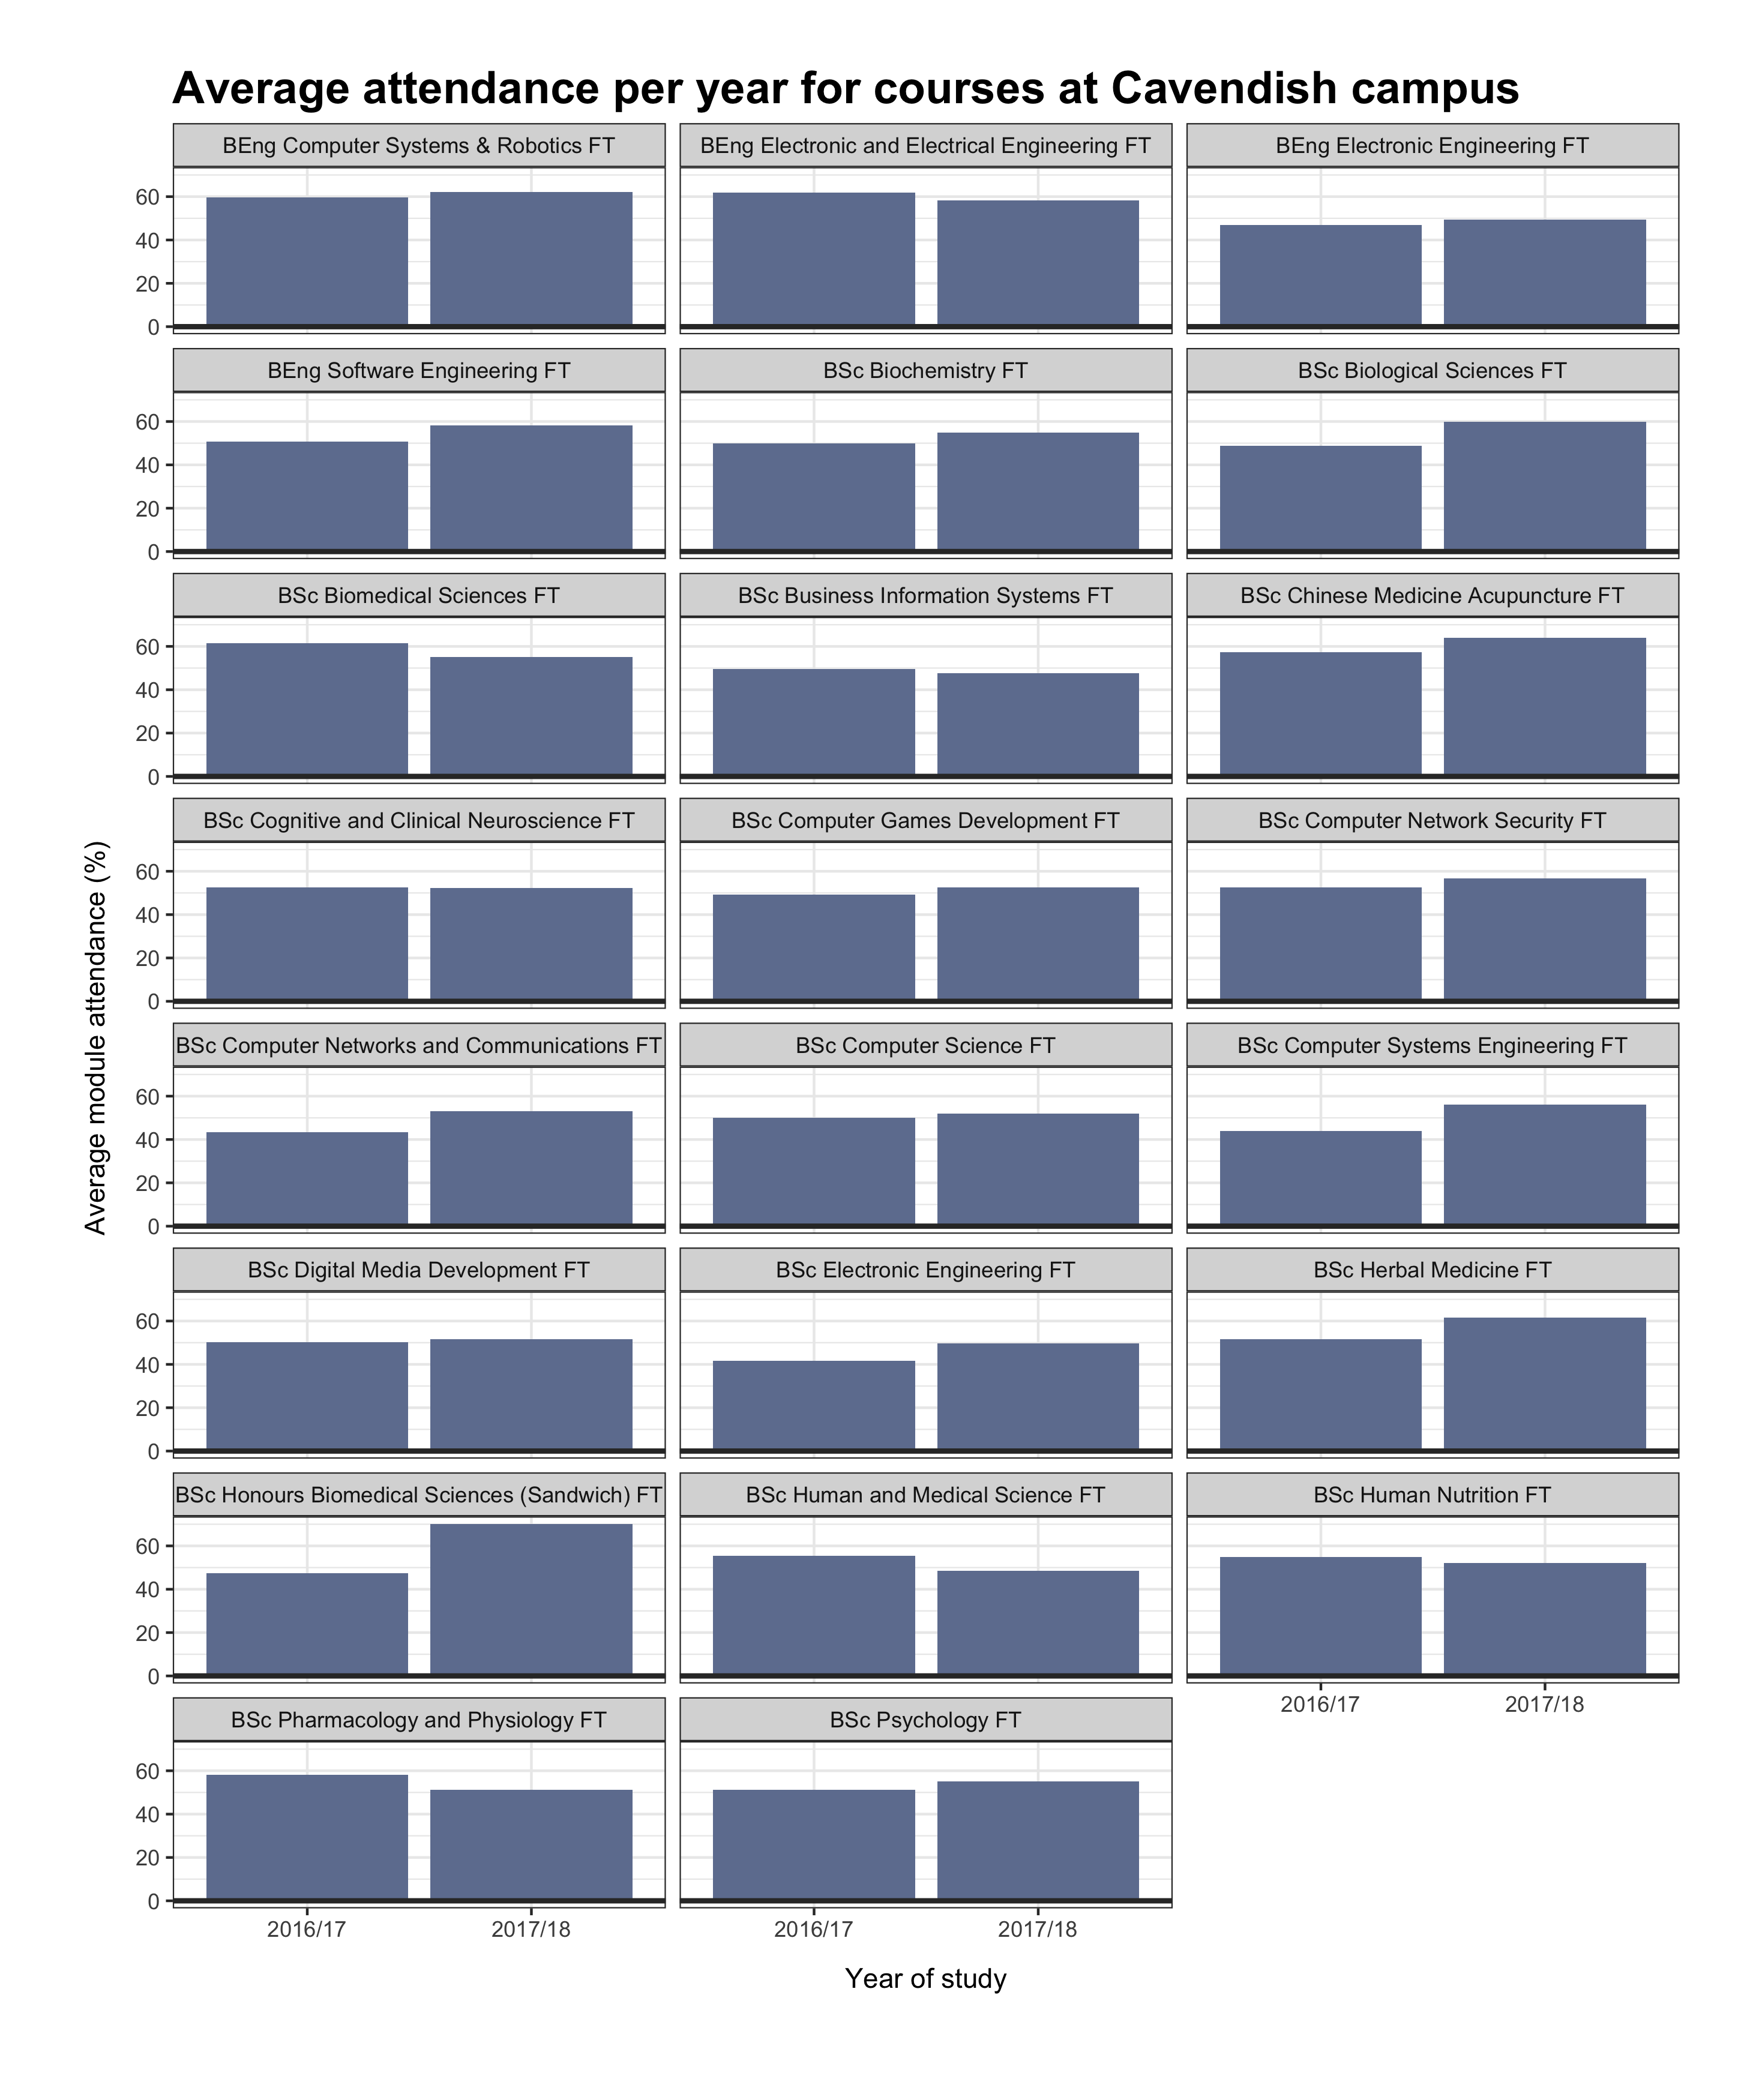 Average attendance per year for courses at Cavendish campus
BEng Computer Systems & Robotics FT
BEng Electronic and Electrical Engineering FT
BEng Electronic Engineering FT
60
40
20
0
BEng Software Engineering FT
BSc Biochemistry FT
BSc Biological Sciences FT
60
40
20
0
BSc Biomedical Sciences FT
BSc Business Information Systems FT
BSc Chinese Medicine Acupuncture FT
60
40
20
0
BSc Cognitive and Clinical Neuroscience FT
BSc Computer Games Development FT
BSc Computer Network Security FT
60
40
20
0
Average module attendance (%)
BSc Computer Networks and Communications FT
BSc Computer Science FT
BSc Computer Systems Engineering FT
60
40
20
0
BSc Digital Media Development FT
BSc Electronic Engineering FT
BSc Herbal Medicine FT
60
40
20
0
BSc Honours Biomedical Sciences (Sandwich) FT
BSc Human and Medical Science FT
BSc Human Nutrition FT
60
40
20
0
2016/17
2017/18
BSc Pharmacology and Physiology FT
BSc Psychology FT
60
40
20
0
2016/17
2017/18
2016/17
2017/18
Year of study